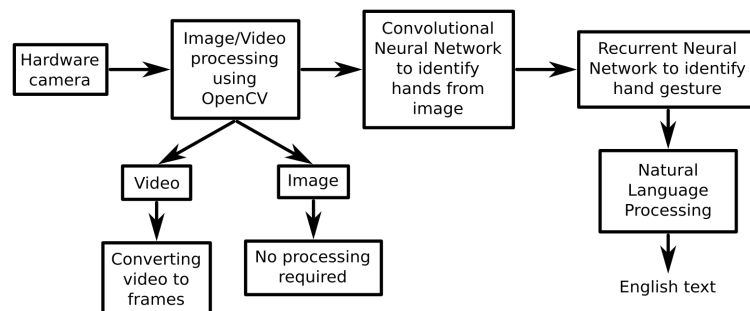 Hardware
camera
Image/Video
processing
using
OpenCV
Convolutional
Neural Network
to identify
hands from
image
Recurrent Neural
Network to identify
hand gesture
Video
Image
Natural
Language
Processing
Converting
video to
frames
No processing
required
English text